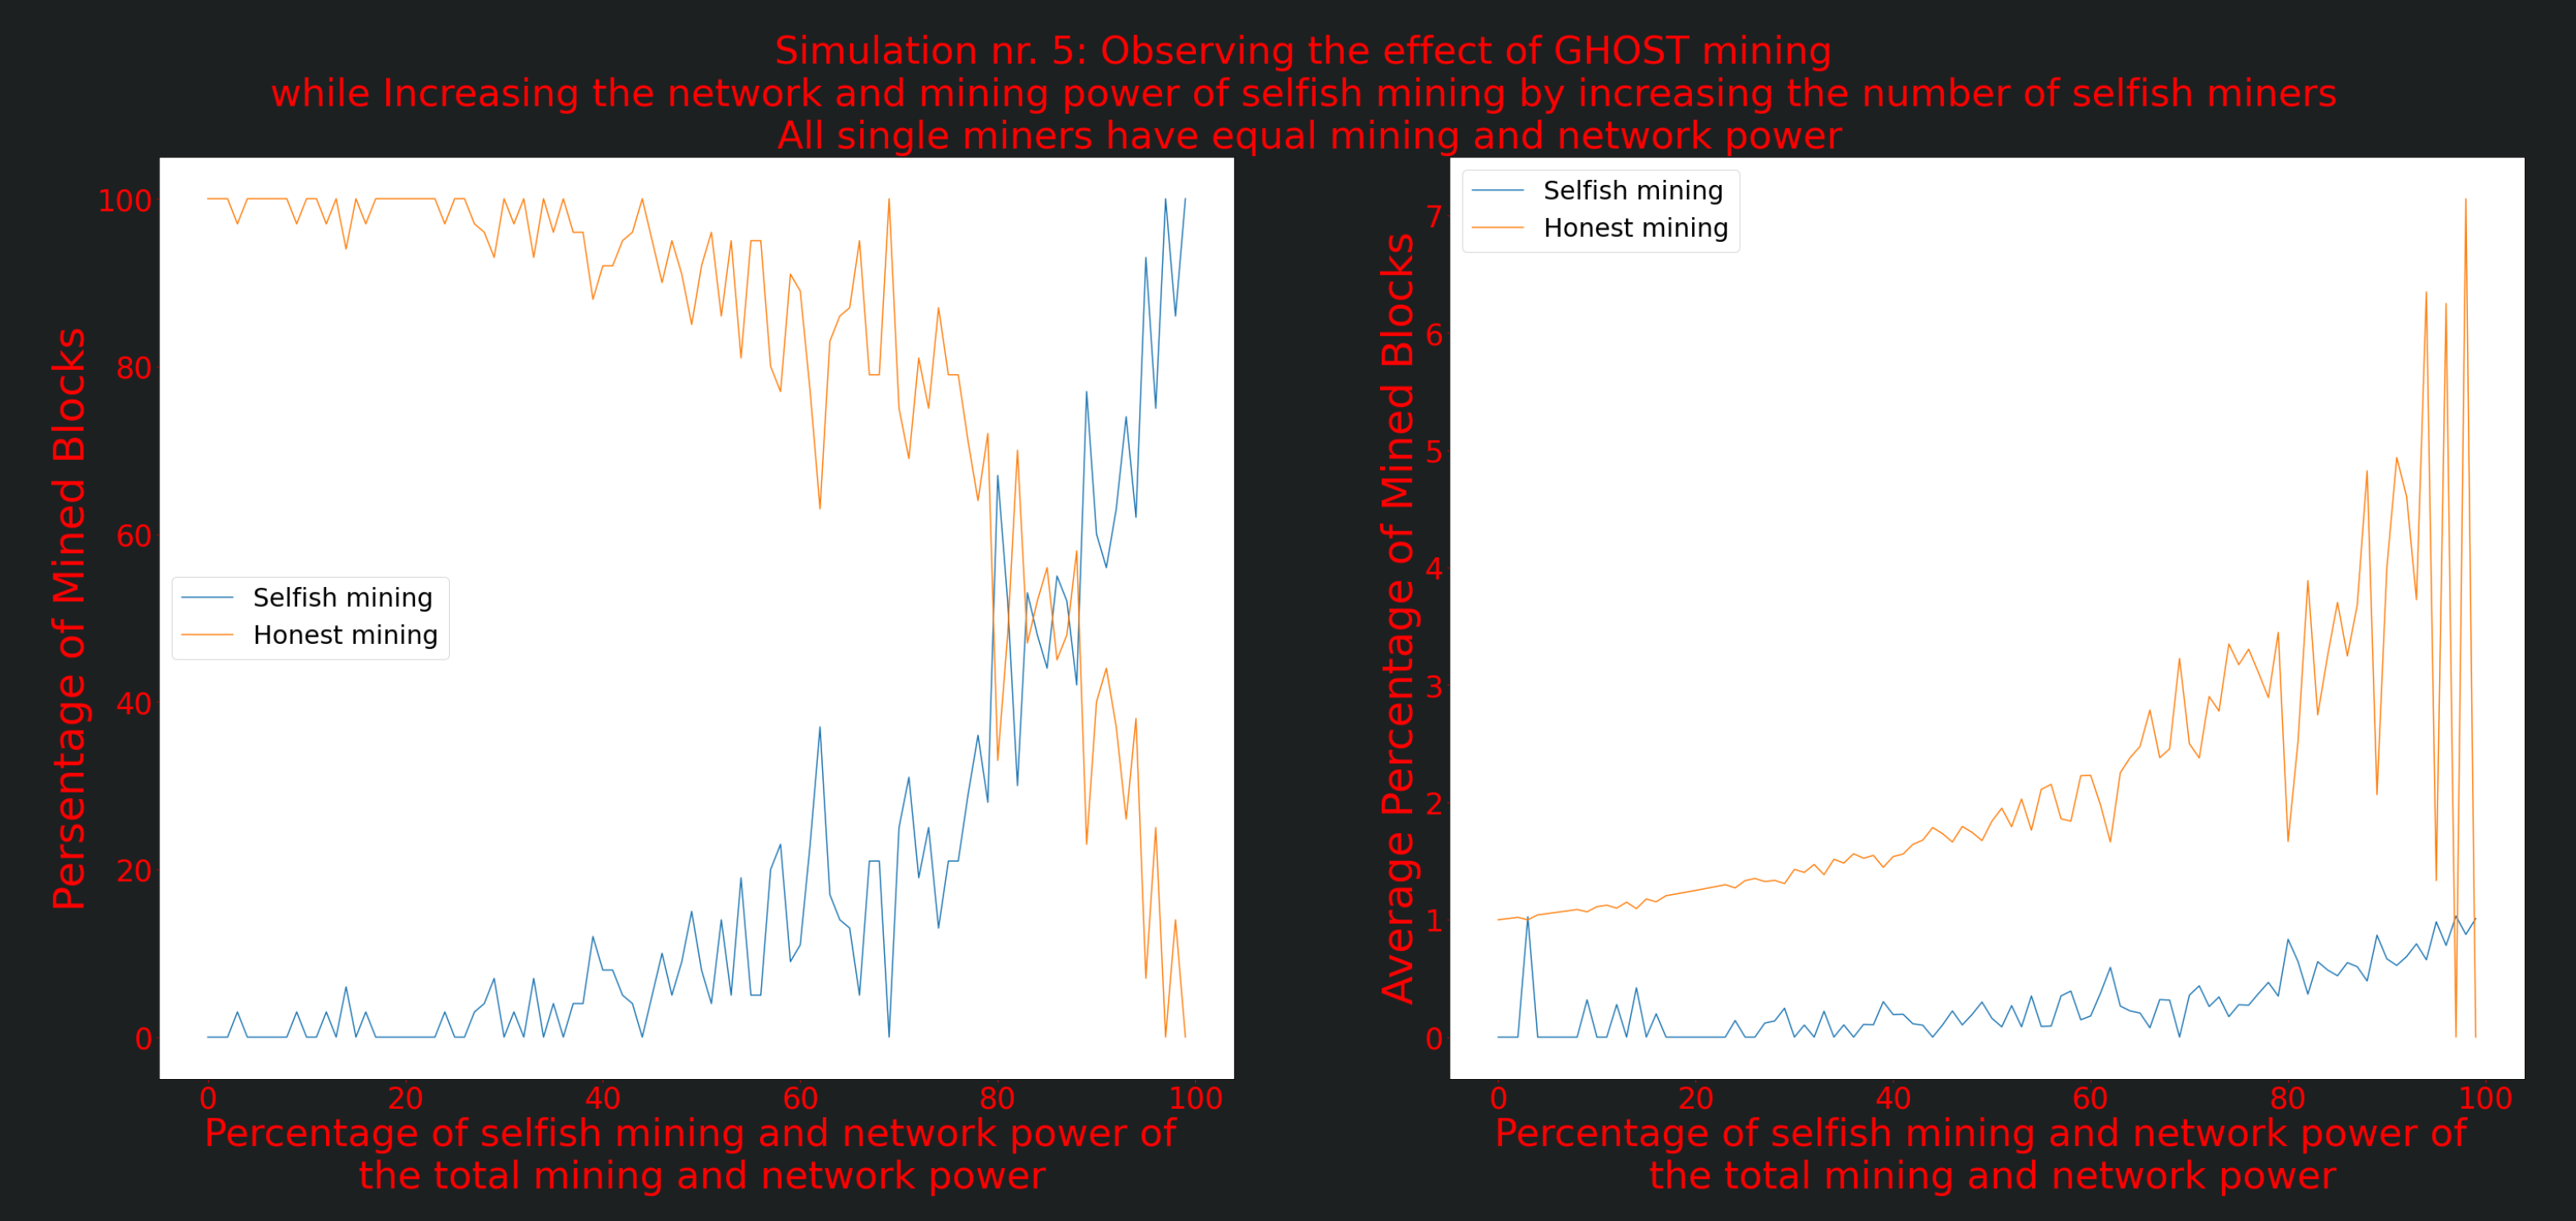 Simulation nr. 5: Observing the effect of GHOST mining
while Increasing the network and mining power of selfish mining by increasing the number of selfish miners
All single miners have equal mining and network power
Persentage of Mined Blocks
100
80
60
40
20
0
Selfish mining
Honest mining
0 20 40 60 80 100
Percentage of selfish mining and network power of
the total mining and network power
Average Percentage of Mined Blocks
7
6
5
4
3
2
1
0
Selfish mining
Honest mining
0 20 40 60 80 100
Percentage of selfish mining and network power of
the total mining and network power